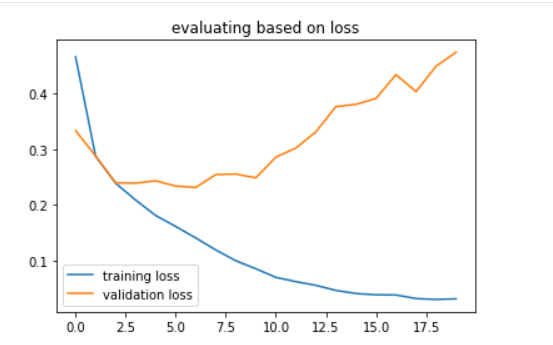 evaluating based on loss
0.4
0.3
0.2
0.1
training loss
validation loss
0.0 2.5 5.0 7.5 10.0 12.5 15.0 17.5